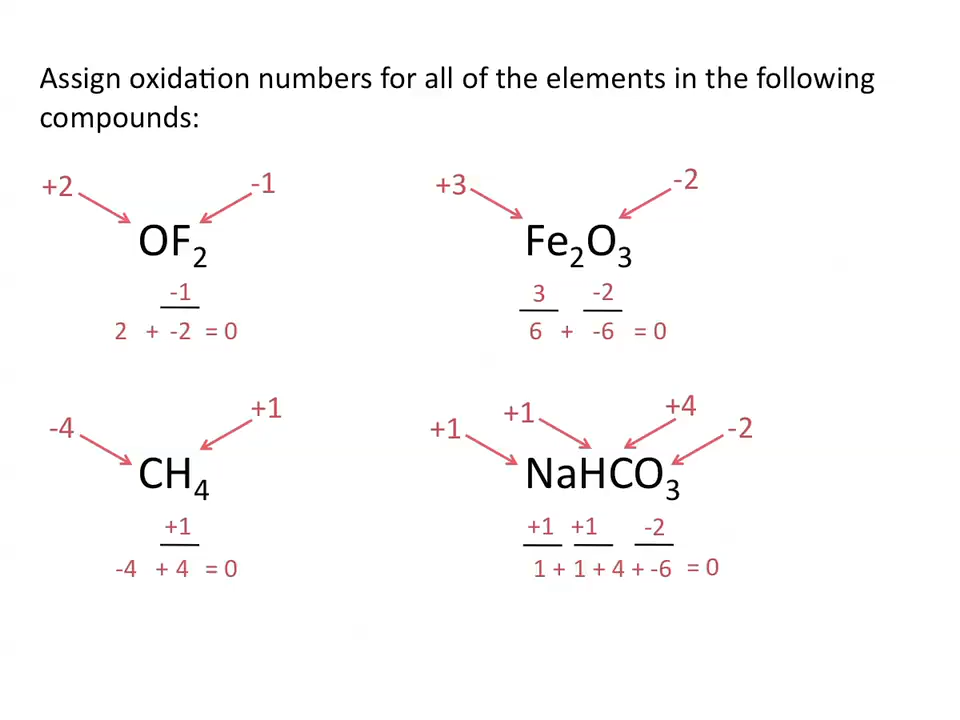 Assign oxidation numbers for all of the elements in the following
compounds:
+2 -1
OF₂
-1
2 + -2 = 0
+3 -2
Fe₂O₃
3 -2
6 + -6 = 0
-4 +1
CH₄
+1
-4 + 4 = 0
+1 +1 +4 -2
NaHCO₃
+1 +1 -2
1 + 1 + 4 + -6 = 0